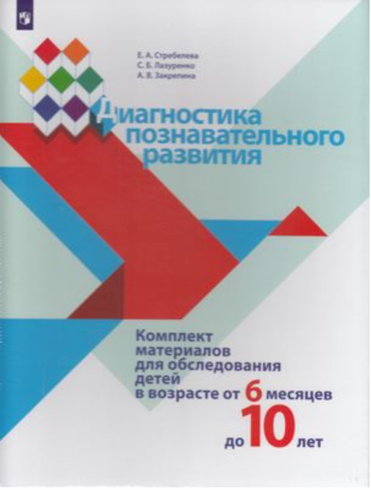 Е. А. Стребелева
С. Б. Лазуренко
А. В. Закрепина
Диагностика
познавательного
развития
Комплект
материалов
для обследования
детей
в возрасте от 6 месяцев
до 10 лет